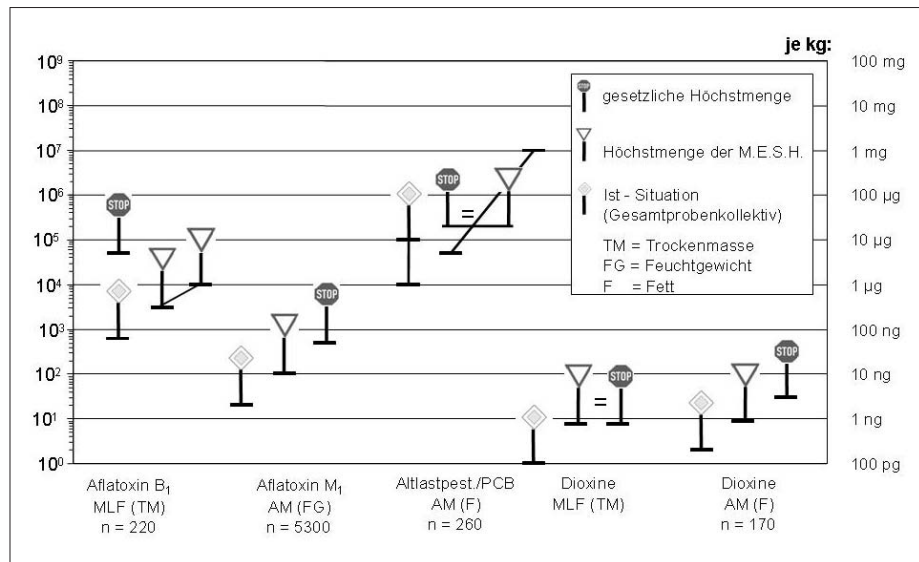 je kg:
10⁹ 100 mg
10⁸ 10 mg
10⁷ 1 mg
10⁶ 100 µg
10⁵ 10 µg
10⁴ 1 µg
10³ 100 ng
10² 10 ng
10¹ 1 ng
10⁰ 100 pg
STOP gesetzliche Höchstmenge
Höchstmenge der M.E.S.H.
Ist - Situation
(Gesamtprobenkollektiv)
TM = Trockenmasse
FG = Feuchtgewicht
F = Fett
STOP
STOP
=
STOP
=
STOP
STOP
Aflatoxin B₁
MLF (TM)
n = 220
Aflatoxin M₁
AM (FG)
n = 5300
Altlastpest./PCB
AM (F)
n = 260
Dioxine
MLF (TM)
Dioxine
AM (F)
n = 170